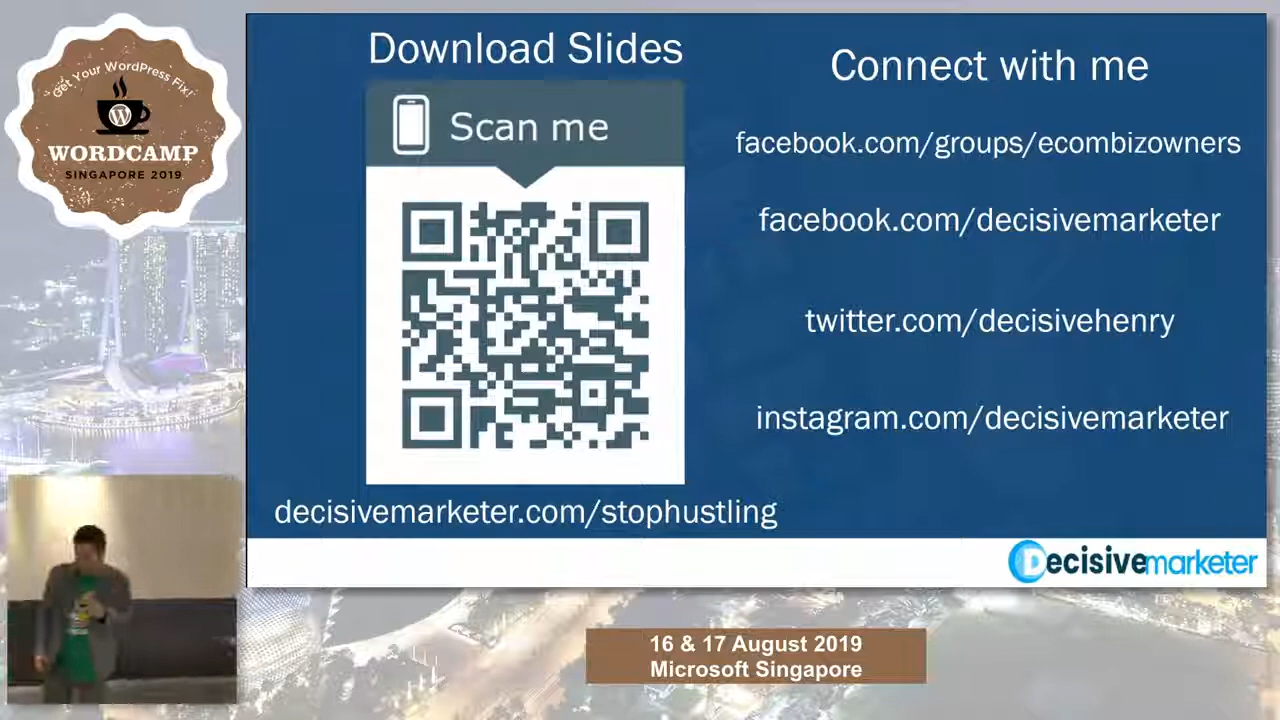 Get Your WordPress Fix!
WORDCAMP
SINGAPORE 2019
Download Slides
Scan me
decisivemarketer.com/stophustling
Connect with me
facebook.com/groups/ecombizowners
facebook.com/decisivemarketer
twitter.com/decisivehenry
instagram.com/decisivemarketer
Decisivemarketer
16 & 17 August 2019
Microsoft Singapore